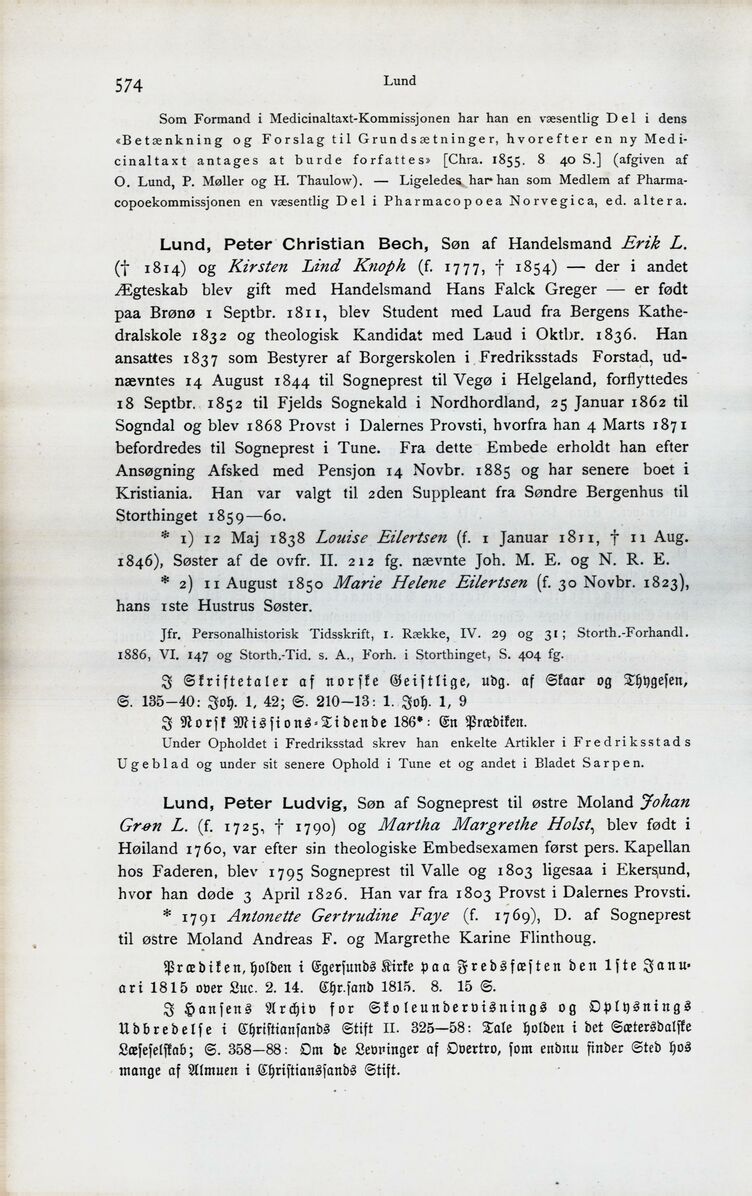 574
Lund
Som Formand i Medicinaltaxt-Kommissjonen har han en væsentlig Del i dens
«Betænkning og Forslag til Grundsætninger, hvorefter en ny Medi-
cinaltaxt antages at burde forfattes» [Chra. 1855. 8 40 S.] (afgiven af
O. Lund, P. Møller og H. Thaulow). — Ligeledes har han som Medlem af Pharma-
copoekommissjonen en væsentlig Del i Pharmacopoea Norvegica, ed. altera.
Lund, Peter Christian Bech, Søn af Handelsmand Erik L.
(† 1814) og Kirsten Lind Knoph (f. 1777, † 1854) — der i andet
Ægteskab blev gift med Handelsmand Hans Falck Greger — er født
paa Brønø 1 Septbr. 1811, blev Student med Laud fra Bergens Kathe-
dralskole 1832 og theologisk Kandidat med Laud i Oktbr. 1836. Han
ansattes 1837 som Bestyrer af Borgerskolen i Fredriksstads Forstad, ud-
nævntes 14 August 1844 til Sogneprest til Vegø i Helgeland, forflyttedes
18 Septbr. 1852 til Fjelds Sognekald i Nordhordland, 25 Januar 1862 til
Sogndal og blev 1868 Provst i Dalernes Provsti, hvorfra han 4 Marts 1871
befordredes til Sogneprest i Tune. Fra dette Embede erholdt han efter
Ansøgning Afsked med Pensjon 14 Novbr. 1885 og har senere boet i
Kristiania. Han var valgt til 2den Suppleant fra Søndre Bergenhus til
Storthinget 1859—60.
* 1) 12 Maj 1838 Louise Eilertsen (f. 1 Januar 1811, † 11 Aug.
1846), Søster af de ovfr. II. 212 fg. nævnte Joh. M. E. og N. R. E.
* 2) 11 August 1850 Marie Helene Eilertsen (f. 30 Novbr. 1823),
hans 1ste Hustrus Søster.
Jfr. Personalhistorisk Tidsskrift, 1. Række, IV. 29 og 31; Storth.-Forhandl.
1886, VI. 147 og Storth.-Tid. s. A., Forh. i Storthinget, S. 404 fg.
I Skriftetaler af norske Geistlige, udg. af Skaar og Thygesen,
S. 135—40: Joh. 1, 42; S. 210—13: 1. Joh. 1, 9
I Norsk Missions-Tidende 186*: En Prædiken.
Under Opholdet i Fredriksstad skrev han enkelte Artikler i Fredriksstads
Ugeblad og under sit senere Ophold i Tune et og andet i Bladet Sarpen.
Lund, Peter Ludvig, Søn af Sogneprest til østre Moland Johan
Grøn L. (f. 1725, † 1790) og Martha Margrethe Holst, blev født i
Høiland 1760, var efter sin theologiske Embedsexamen først pers. Kapellan
hos Faderen, blev 1795 Sogneprest til Valle og 1803 ligesaa i Ekersund,
hvor han døde 3 April 1826. Han var fra 1803 Provst i Dalernes Provsti.
* 1791 Antonette Gertrudine Faye (f. 1769), D. af Sogneprest
til østre Moland Andreas F. og Margrethe Karine Flinthoug.
Prædiken, holden i Egersunds Kirke paa Fredsfæsten den 1ste Janu-
ari 1815 over Luc. 2. 14. Chr.sand 1815. 8. 15 S.
I Hansens Archiv for Skoleundervisnings og Oplysnings
Udbredelse i Christiansands Stift II. 325—58: Tale holden i det Sætersdalske
Læseselskab; S. 358—88: Om de Levninger af Overtro, som endnu finder Sted hos
mange af Almuen i Christiansands Stift.